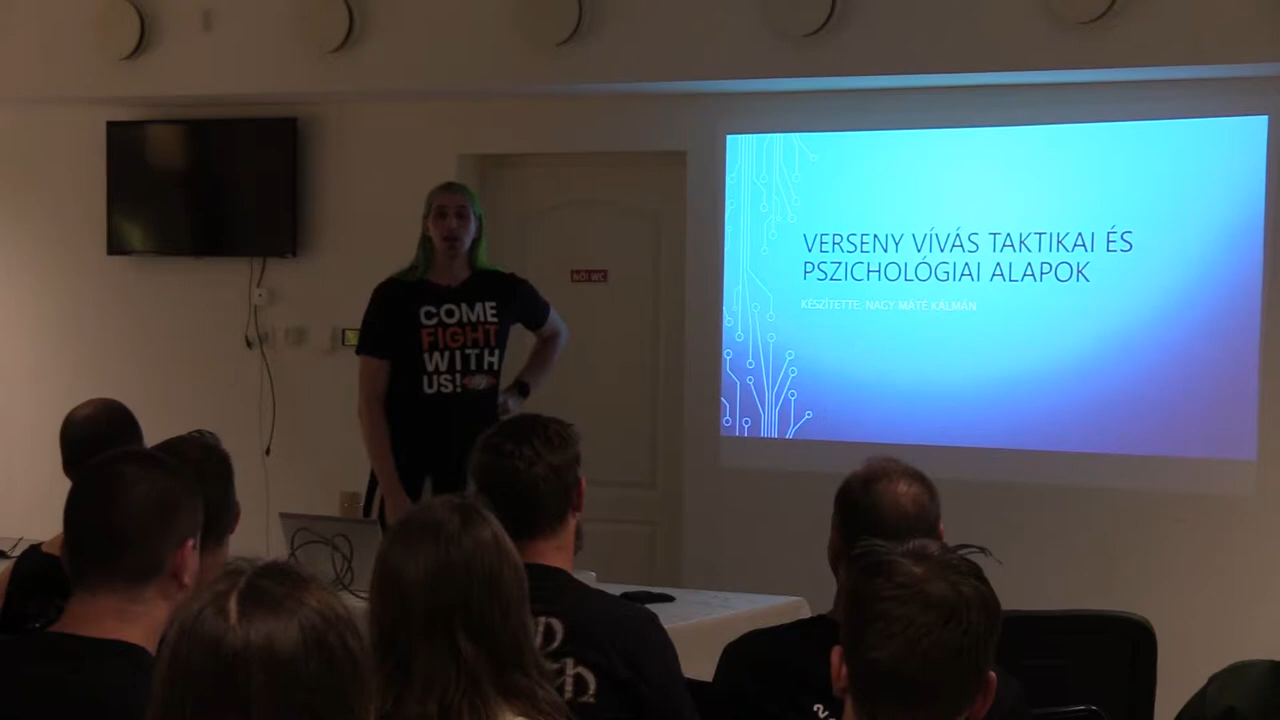 VERSENY VÍVÁS TAKTIKAI ÉS
PSZICHOLÓGIAI ALAPOK
KÉSZÍTETTE: NAGY MÁTÉ KÁLMÁN
NŐI WC
COME
FIGHT
WITH
US!